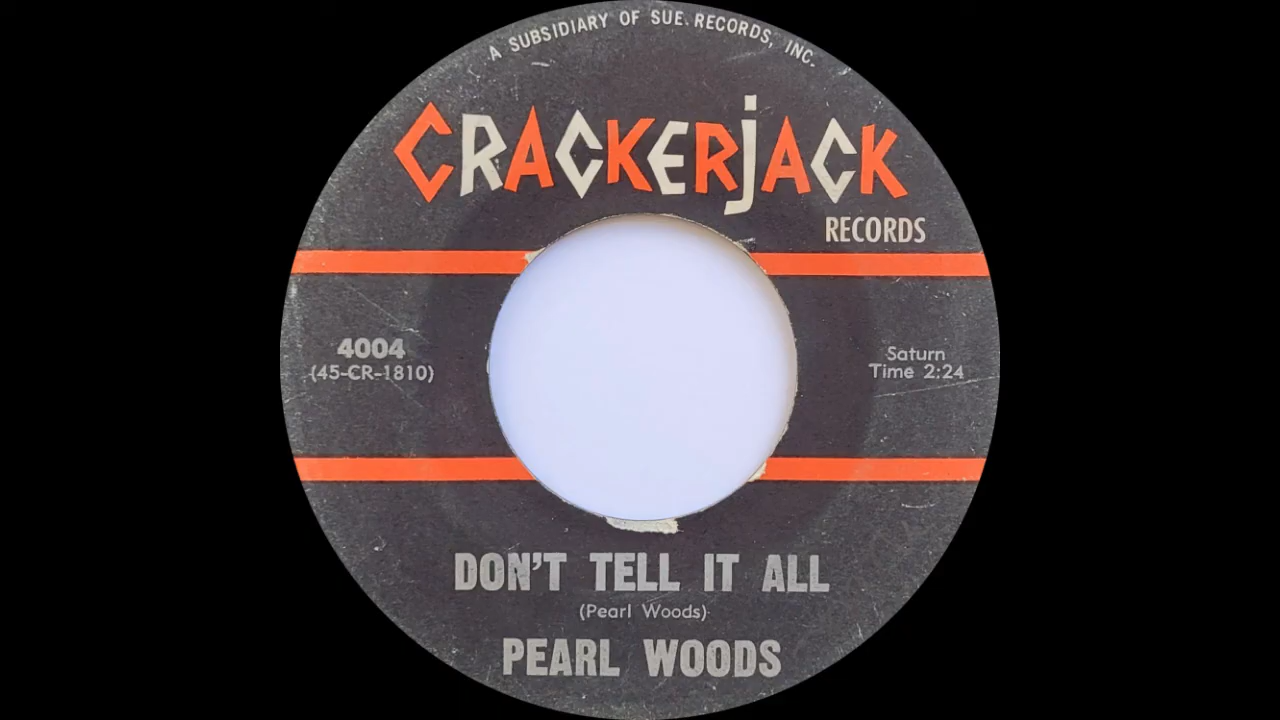 A SUBSIDIARY OF SUE RECORDS, INC.
CRACKERJACK
RECORDS
4004
(45-CR-1810)
Saturn
Time 2:24
DON'T TELL IT ALL
(Pearl Woods)
PEARL WOODS